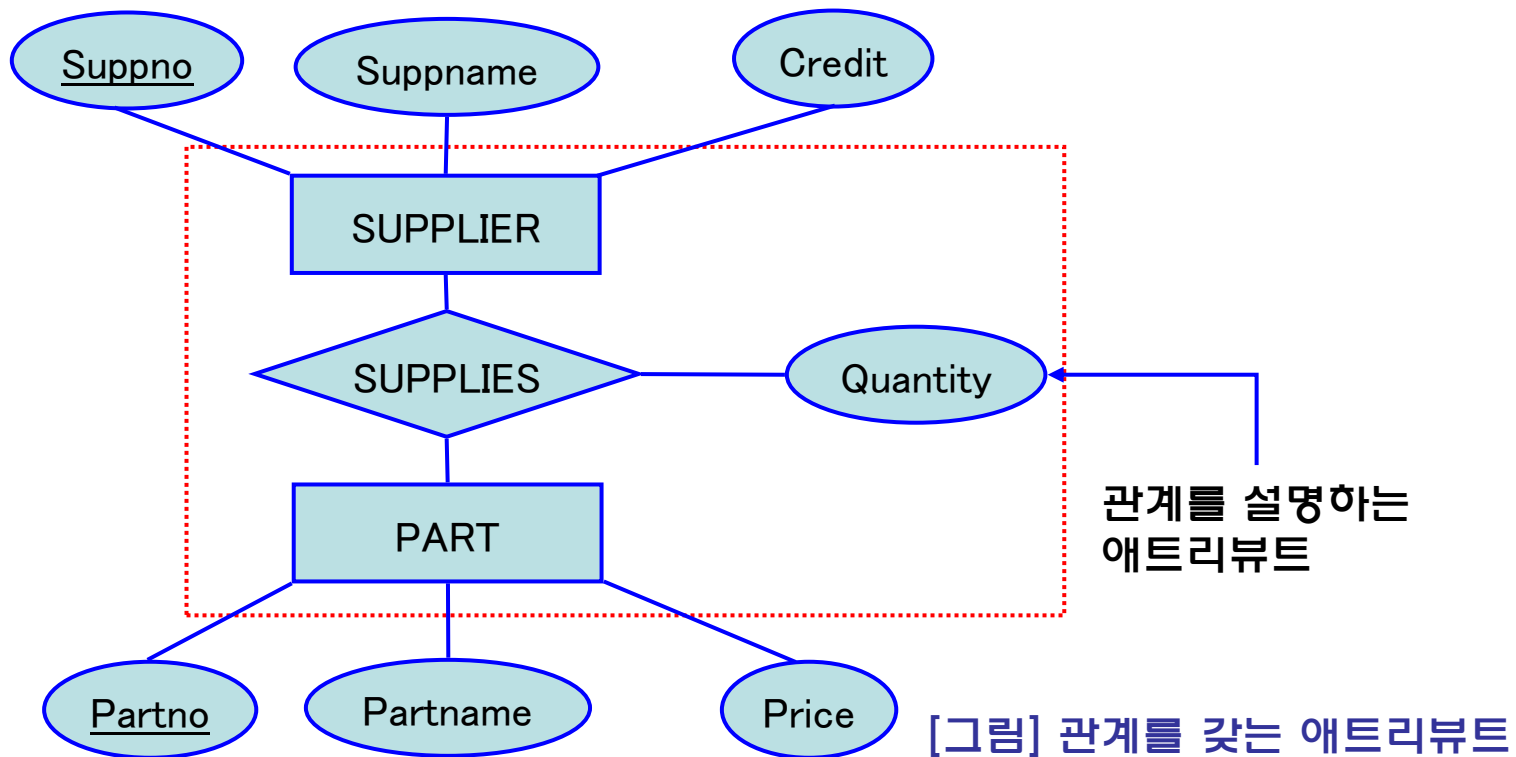 Suppno
Suppname
Credit
SUPPLIER
SUPPLIES
Quantity
관계를 설명하는
애트리뷰트
PART
Partno
Partname
Price
[그림] 관계를 갖는 애트리뷰트